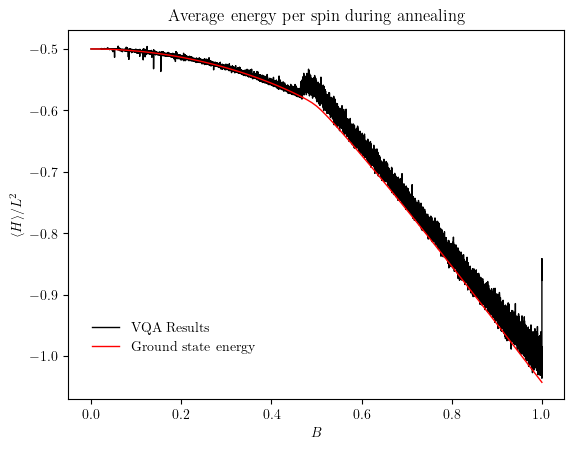 Average energy per spin during annealing
⟨H⟩/L²
−0.5
−0.6
−0.7
−0.8
−0.9
−1.0
VQA Results
Ground state energy
0.0 0.2 0.4 0.6 0.8 1.0
B